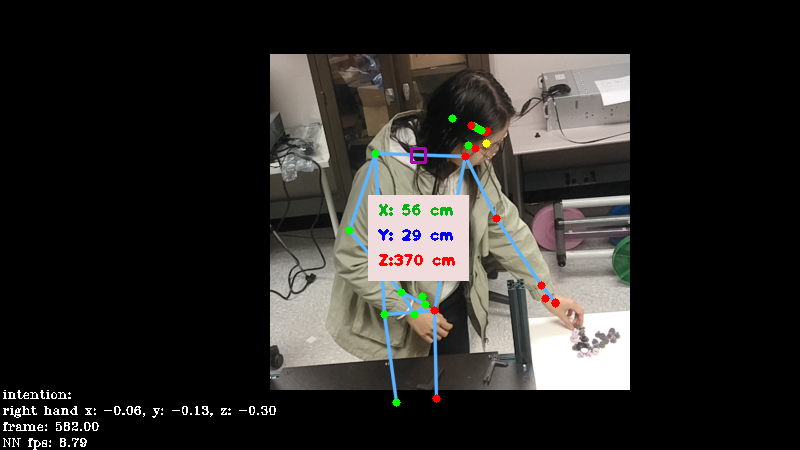 X: 56 cm
Y: 29 cm
Z:370 cm
intention:
right hand x: -0.06, y: -0.13, z: -0.30
frame: 582.00
NN fps: 8.79